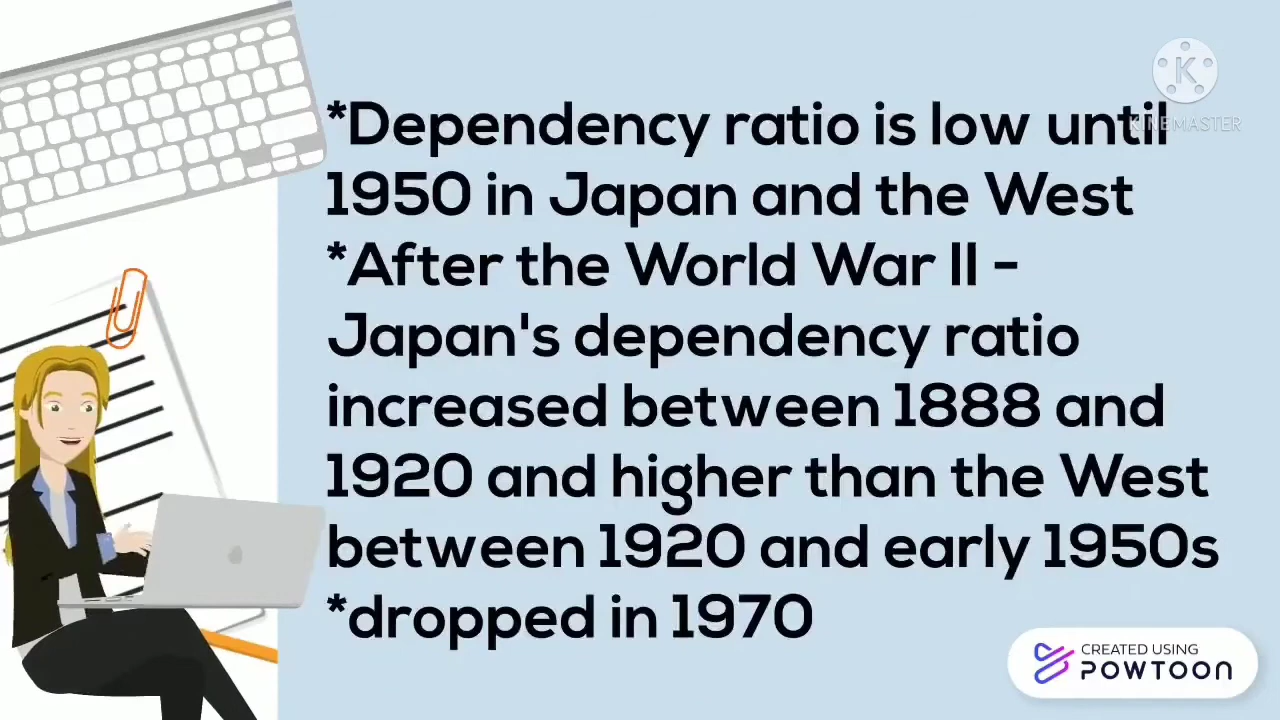 *Dependency ratio is low until
1950 in Japan and the West
*After the World War II -
Japan's dependency ratio
increased between 1888 and
1920 and higher than the West
between 1920 and early 1950s
*dropped in 1970
K
KINEMASTER
CREATED USING
POWTOON